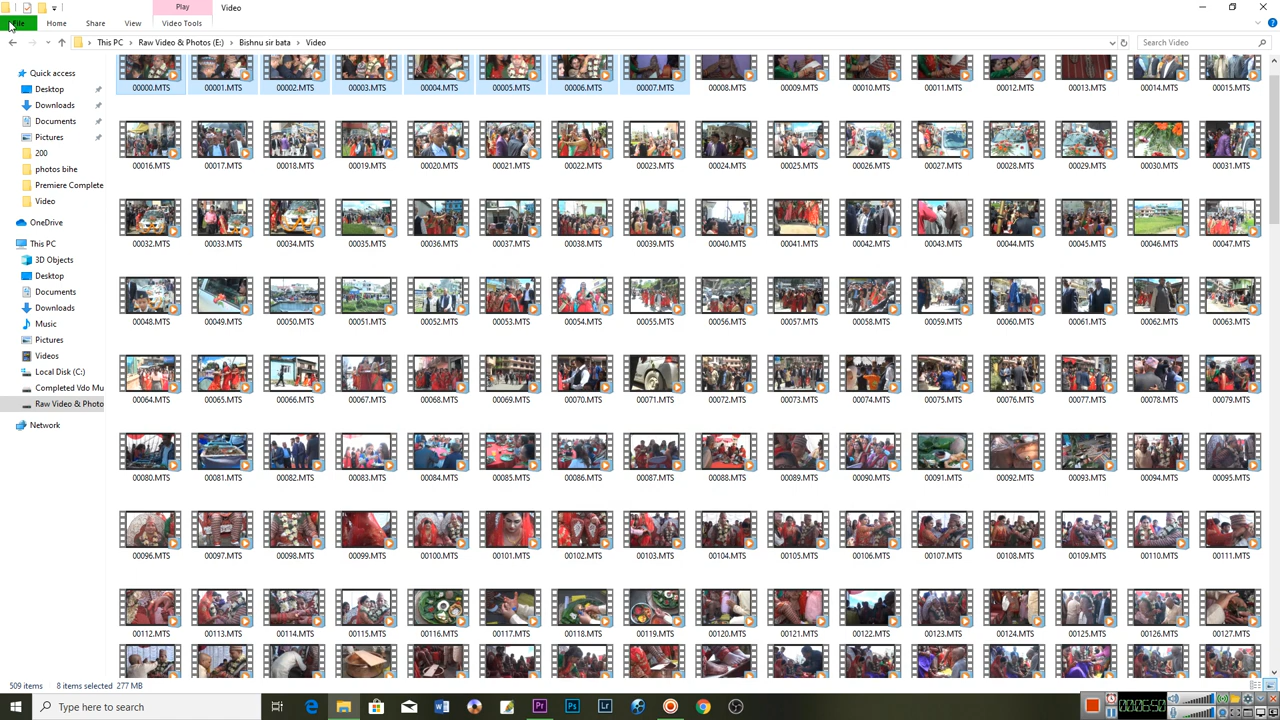 Play
Video
File
Home
Share
View
Video Tools
This PC
Raw Video & Photos (E:)
Bishnu sir bata
Video
Search Video
Quick access
Desktop
Downloads
Documents
Pictures
200
photos bihe
Premiere Complete
Video
OneDrive
This PC
3D Objects
Desktop
Documents
Downloads
Music
Pictures
Videos
Local Disk (C:)
Completed Vdo Mu
Raw Video & Photo
Network
00000.MTS 00001.MTS 00002.MTS 00003.MTS 00004.MTS 00005.MTS 00006.MTS 00007.MTS 00008.MTS 00009.MTS 00010.MTS 00011.MTS 00012.MTS 00013.MTS 00014.MTS 00015.MTS
00016.MTS 00017.MTS 00018.MTS 00019.MTS 00020.MTS 00021.MTS 00022.MTS 00023.MTS 00024.MTS 00025.MTS 00026.MTS 00027.MTS 00028.MTS 00029.MTS 00030.MTS 00031.MTS
00032.MTS 00033.MTS 00034.MTS 00035.MTS 00036.MTS 00037.MTS 00038.MTS 00039.MTS 00040.MTS 00041.MTS 00042.MTS 00043.MTS 00044.MTS 00045.MTS 00046.MTS 00047.MTS
00048.MTS 00049.MTS 00050.MTS 00051.MTS 00052.MTS 00053.MTS 00054.MTS 00055.MTS 00056.MTS 00057.MTS 00058.MTS 00059.MTS 00060.MTS 00061.MTS 00062.MTS 00063.MTS
00064.MTS 00065.MTS 00066.MTS 00067.MTS 00068.MTS 00069.MTS 00070.MTS 00071.MTS 00072.MTS 00073.MTS 00074.MTS 00075.MTS 00076.MTS 00077.MTS 00078.MTS 00079.MTS
00080.MTS 00081.MTS 00082.MTS 00083.MTS 00084.MTS 00085.MTS 00086.MTS 00087.MTS 00088.MTS 00089.MTS 00090.MTS 00091.MTS 00092.MTS 00093.MTS 00094.MTS 00095.MTS
00096.MTS 00097.MTS 00098.MTS 00099.MTS 00100.MTS 00101.MTS 00102.MTS 00103.MTS 00104.MTS 00105.MTS 00106.MTS 00107.MTS 00108.MTS 00109.MTS 00110.MTS 00111.MTS
00112.MTS 00113.MTS 00114.MTS 00115.MTS 00116.MTS 00117.MTS 00118.MTS 00119.MTS 00120.MTS 00121.MTS 00122.MTS 00123.MTS 00124.MTS 00125.MTS 00126.MTS 00127.MTS
509 items 8 items selected 277 MB
Type here to search
Pr
Ps
Lr
00:06:50